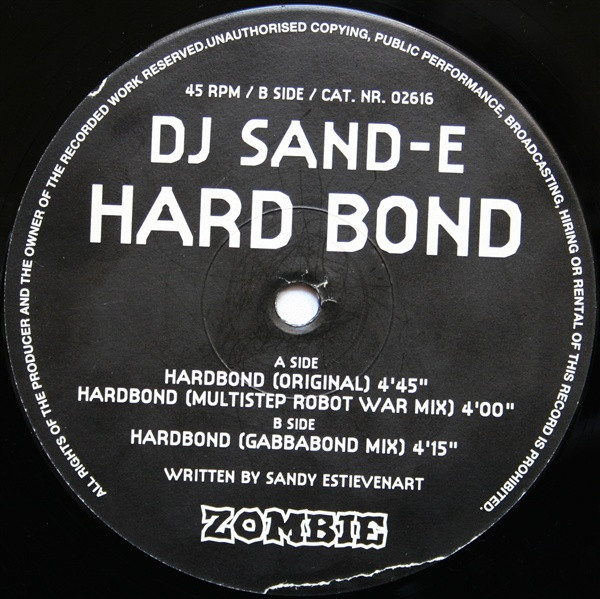 ALL RIGHTS OF THE PRODUCER AND THE OWNER OF THE RECORDED WORK RESERVED.UNAUTHORISED COPYING, PUBLIC PERFORMANCE, BROADCASTING, HIRING OR RENTAL OF THIS RECORD IS PROHIBITED.
45 RPM / B SIDE / CAT. NR. 02616
DJ SAND-E
HARD BOND
A SIDE
HARDBOND (ORIGINAL) 4'45"
HARDBOND (MULTISTEP ROBOT WAR MIX) 4'00"
B SIDE
HARDBOND (GABBABOND MIX) 4'15"
WRITTEN BY SANDY ESTIEVENART
ZOMBIE